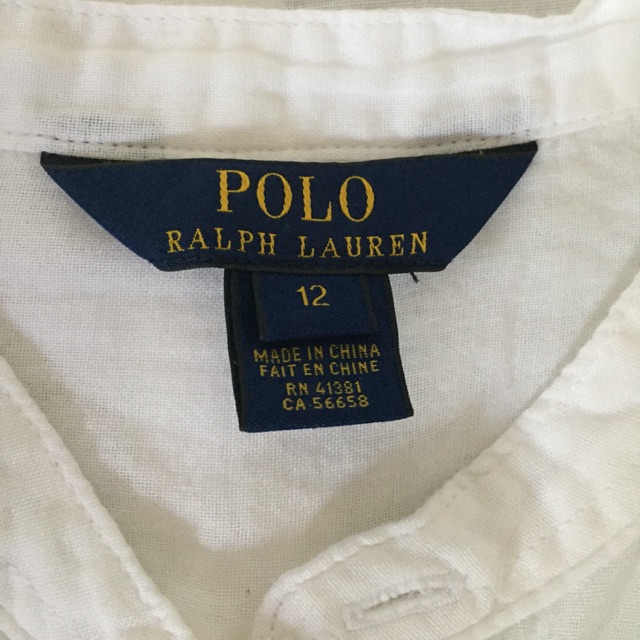 POLO
RALPH LAUREN
12
MADE IN CHINA
FAIT EN CHINE
RN 41381
CA 56658